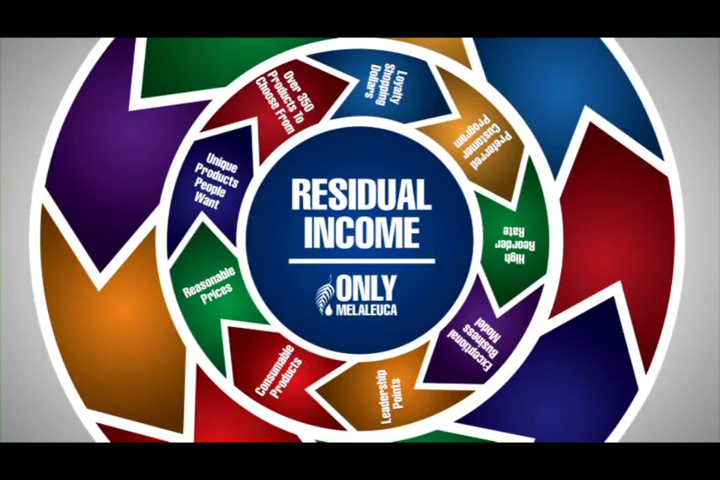 RESIDUAL
INCOME
ONLY
MELALEUCA
Over 350
Products To
Choose From
Loyalty
Shopping
Dollars
Preferred
Customer
Program
High
Reorder
Rate
Exceptional
Business
Model
Leadership
Points
Consumable
Products
Reasonable
Prices
Unique
Products
People
Want